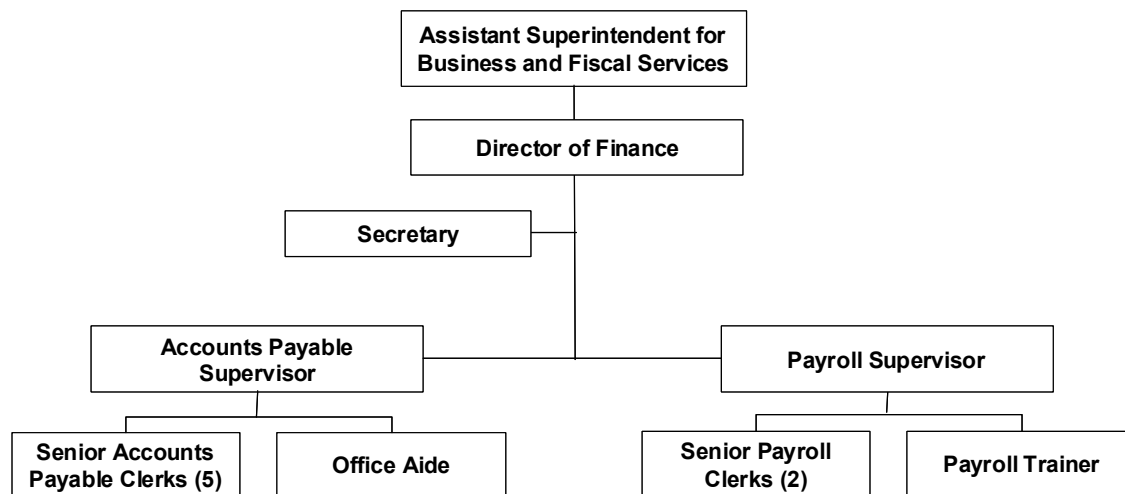 Assistant Superintendent for
Business and Fiscal Services
Director of Finance
Secretary
Accounts Payable
Supervisor
Payroll Supervisor
Senior Accounts
Payable Clerks (5)
Office Aide
Senior Payroll
Clerks (2)
Payroll Trainer